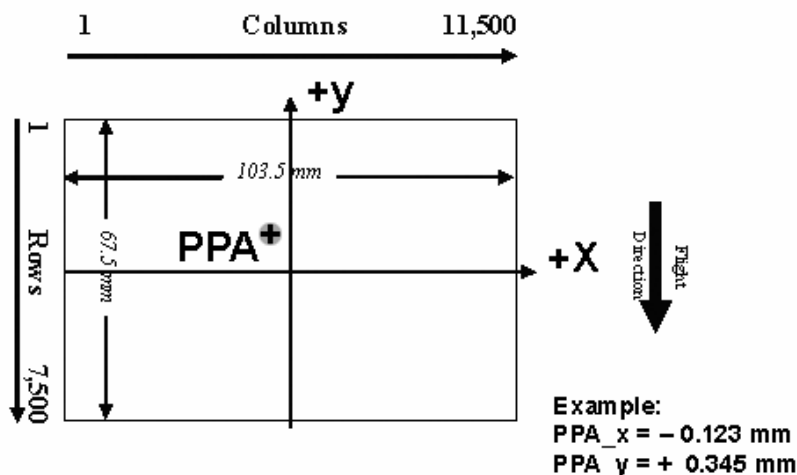 1 Columns 11,500
+y
1 Rows 7,500
103.5 mm
67.5 mm
PPA+
+X
Flight
Direction
Example:
PPA_x = – 0.123 mm
PPA_y = + 0.345 mm